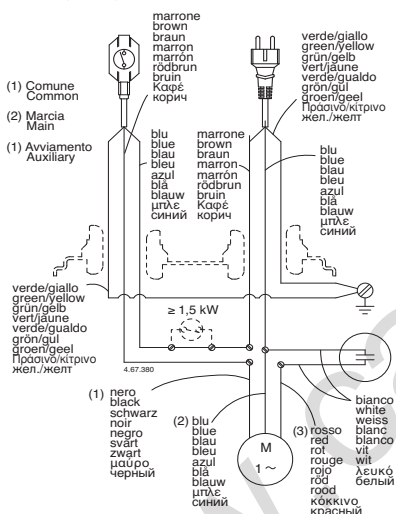 marrone
brown
braun
marron
marrón
rödbrun
bruin
Καφέ
корич
verde/giallo
green/yellow
grün/gelb
vert/jaune
verde/gualdo
grön/gul
groen/geel
Πράσινο/κίτρινο
жел./желт
(1) Comune
Common
(2) Marcia
Main
(1) Avviamento
Auxiliary
blu
blue
blau
bleu
azul
blå
blauw
μπλε
синий
marrone
brown
braun
marron
marrón
rödbrun
bruin
Καφέ
корич
blu
blue
blau
bleu
azul
blå
blauw
μπλε
синий
verde/giallo
green/yellow
grün/gelb
vert/jaune
verde/gualdo
grön/gul
groen/geel
Πράσινο/κίτρινο
жел./желт
≥ 1,5 kW
4.67.380
(1) nero
black
schwarz
noir
negro
svart
zwart
μαύρο
черный
(2) blu
blue
blau
bleu
azul
blå
blauw
μπλε
синий
M
1 ~
(3) rosso
red
rot
rouge
rojo
röd
rood
κόκκινο
красный
bianco
white
weiss
blanc
blanco
vit
wit
λευκό
белый